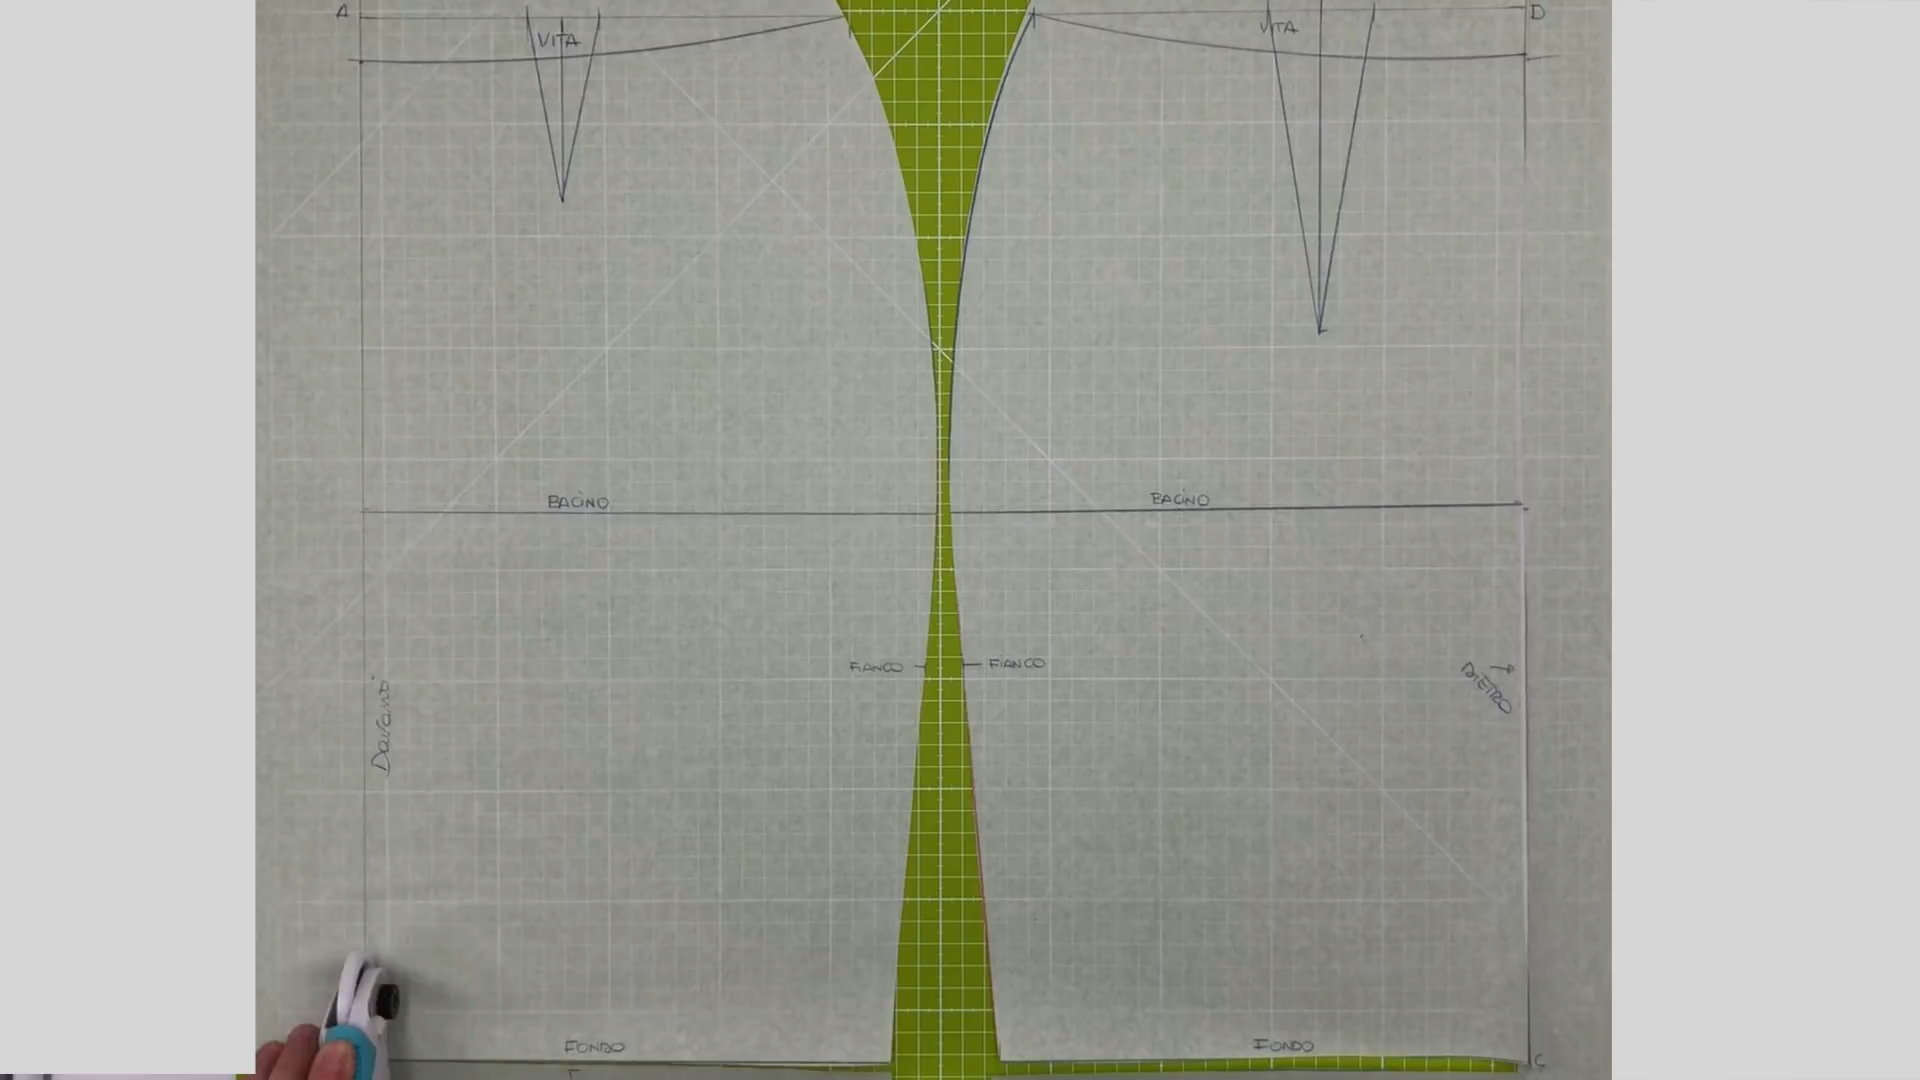 A
VITA
VITA
D
BACINO
BACINO
FIANCO
FIANCO
DIETRO
Davanti
FONDO
FONDO
C